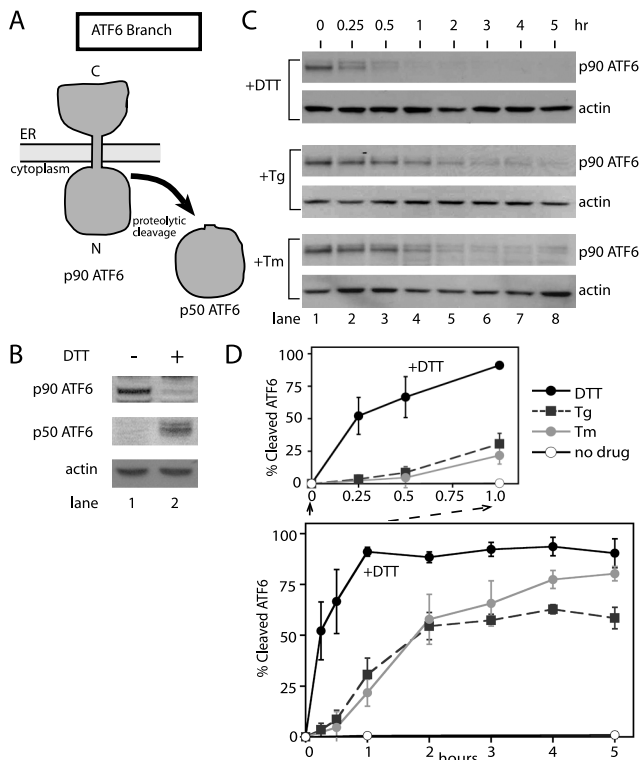 A
ATF6 Branch
C
ER
cytoplasm
N
proteolytic
cleavage
p90 ATF6
p50 ATF6
B
DTT - +
p90 ATF6
p50 ATF6
actin
lane 1 2
C
0 0.25 0.5 1 2 3 4 5 hr
+DTT
p90 ATF6
actin
+Tg
p90 ATF6
actin
+Tm
p90 ATF6
actin
lane 1 2 3 4 5 6 7 8
D
% Cleaved ATF6
100
75
50
25
0
+DTT
0 0.25 0.5 0.75 1.0
DTT
Tg
Tm
no drug
% Cleaved ATF6
100
75
50
25
0
+DTT
0 1 2 3 4 5
hours